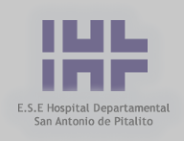 E.S.E Hospital Departamental
San Antonio de Pitalito